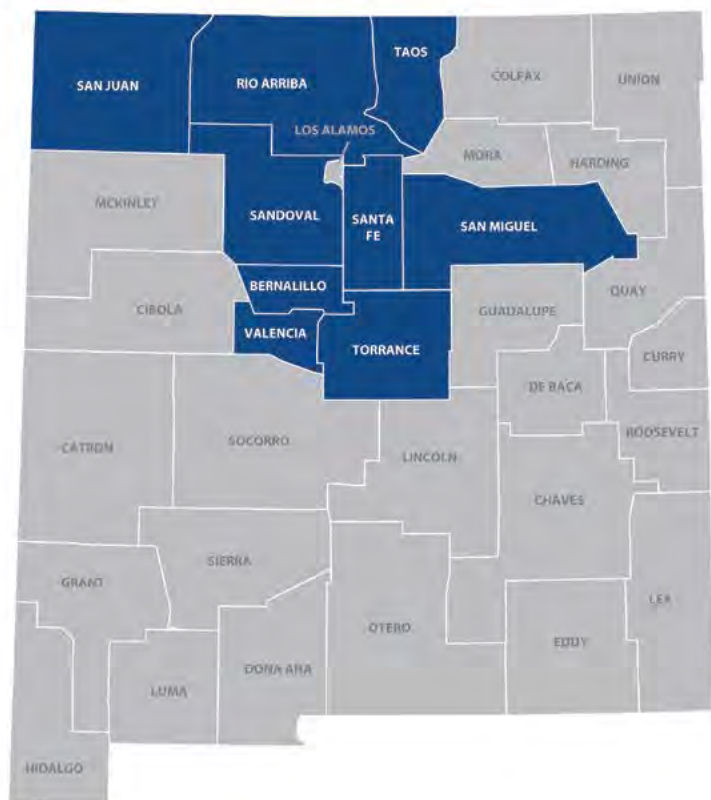 TAOS
COLFAX
UNION
SAN JUAN
RIO ARRIBA
LOS ALAMOS
MORA
HARDING
MCKINLEY
SANDOVAL
SANTA
FE
SAN MIGUEL
BERNALILLO
QUAY
CIBOLA
GUADALUPE
VALENCIA
TORRANCE
CURRY
DE BACA
ROOSEVELT
SOCORRO
CATRON
LINCOLN
CHAVES
SIERRA
GRANT
LEA
OTERO
EDDY
DONA ANA
LUMA
HIDALGO